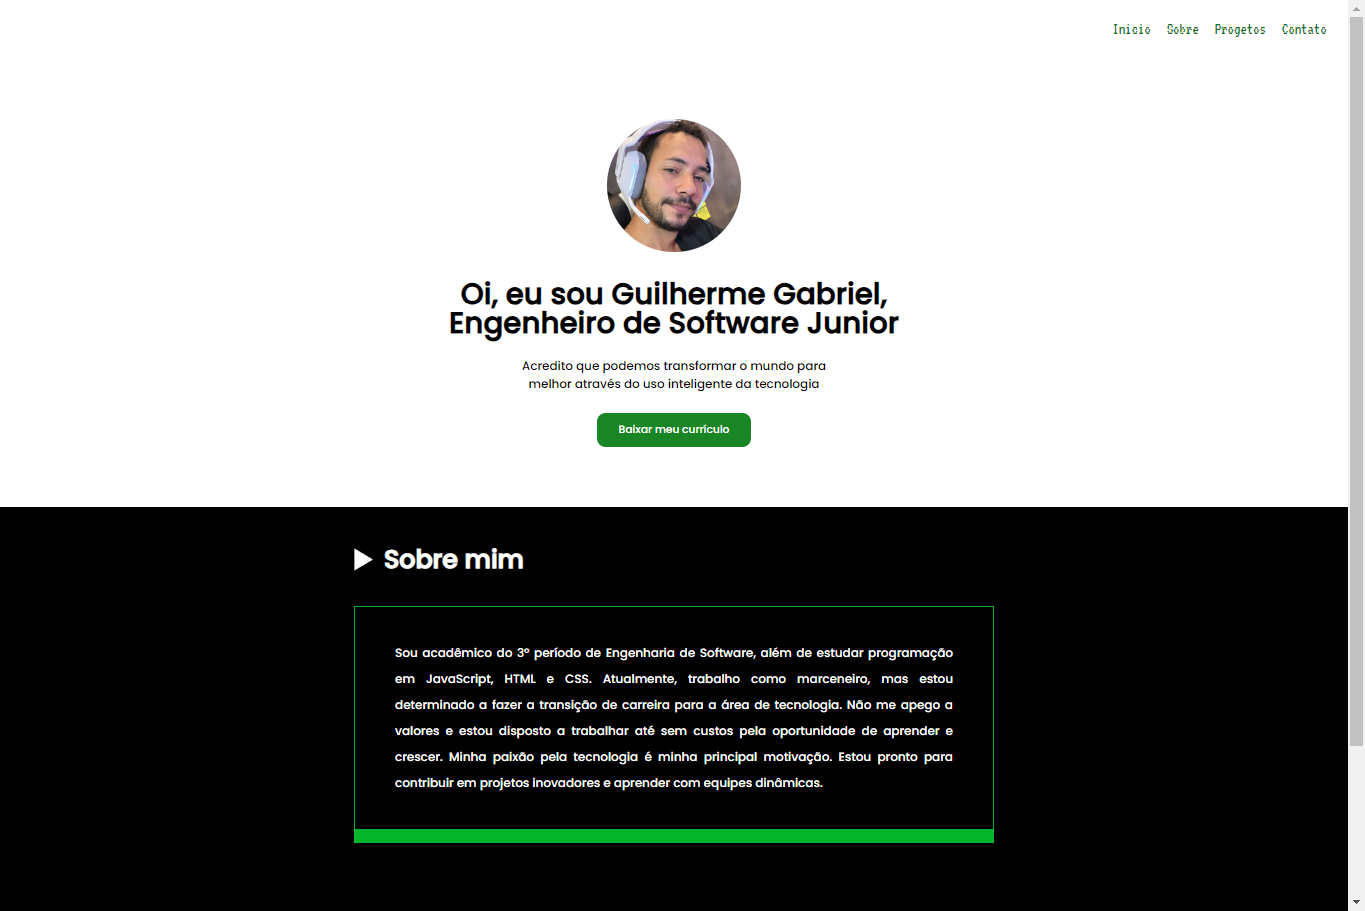 Inicio Sobre Progetos Contato
Oi, eu sou Guilherme Gabriel,
Engenheiro de Software Junior
Acredito que podemos transformar o mundo para
melhor através do uso inteligente da tecnologia
Baixar meu currículo
Sobre mim
Sou acadêmico do 3º período de Engenharia de Software, além de estudar programação
em JavaScript, HTML e CSS. Atualmente, trabalho como marceneiro, mas estou
determinado a fazer a transição de carreira para a área de tecnologia. Não me apego a
valores e estou disposto a trabalhar até sem custos pela oportunidade de aprender e
crescer. Minha paixão pela tecnologia é minha principal motivação. Estou pronto para
contribuir em projetos inovadores e aprender com equipes dinâmicas.